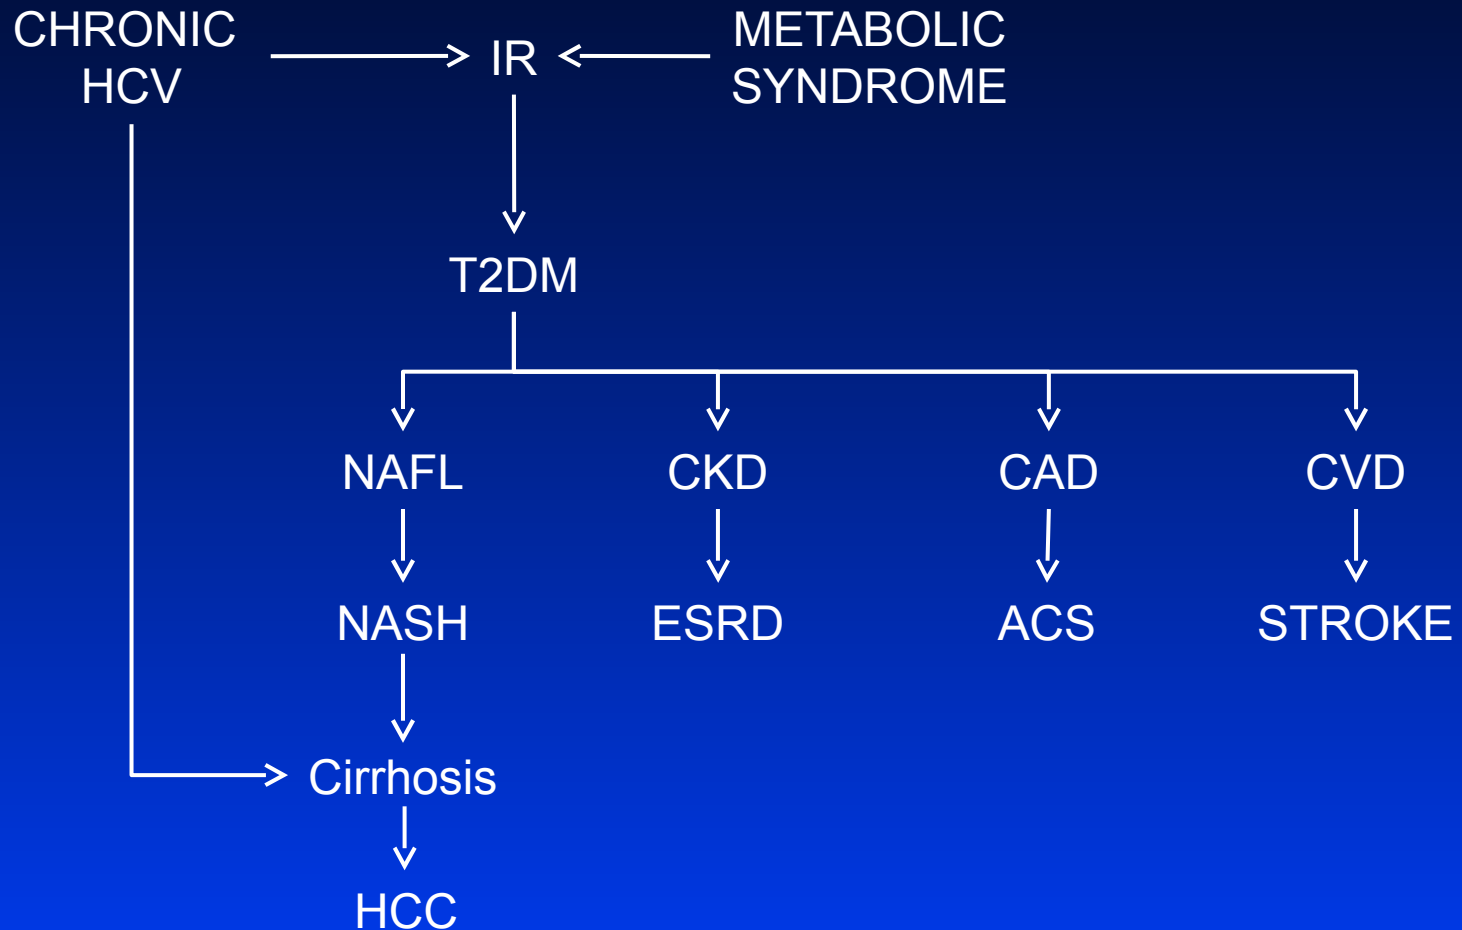 CHRONIC
HCV
IR
METABOLIC
SYNDROME
T2DM
NAFL
CKD
CAD
CVD
NASH
ESRD
ACS
STROKE
Cirrhosis
HCC